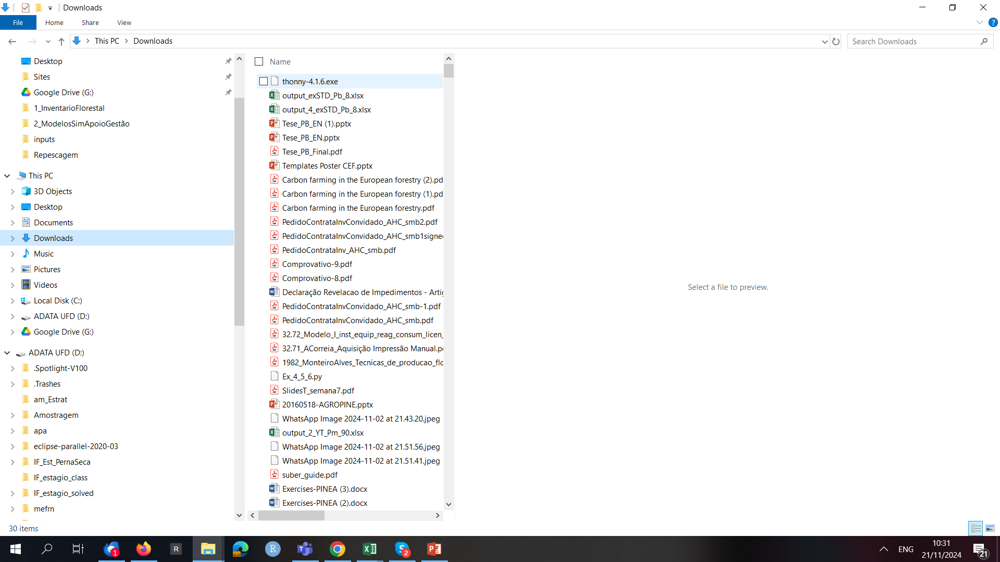 Downloads
File Home Share View
This PC Downloads
Search Downloads
Desktop
Sites
Google Drive (G:)
1_InventarioFlorestal
2_ModelosSimApoioGestão
inputs
Repescagem
This PC
3D Objects
Desktop
Documents
Downloads
Music
Pictures
Videos
Local Disk (C:)
ADATA UFD (D:)
Google Drive (G:)
ADATA UFD (D:)
.Spotlight-V100
.Trashes
am_Estrat
Amostragem
apa
eclipse-parallel-2020-03
IF_Est_PernaSeca
IF_estagio_class
IF_estagio_solved
mefrn
Name
thonny-4.1.6.exe
output_exSTD_Pb_8.xlsx
output_4_exSTD_Pb_8.xlsx
Tese_PB_EN (1).pptx
Tese_PB_EN.pptx
Tese_PB_Final.pdf
Templates Poster CEF.pptx
Carbon farming in the European forestry (2).pd
Carbon farming in the European forestry (1).pd
Carbon farming in the European forestry.pdf
PedidoContrataInvConvidado_AHC_smb2.pdf
PedidoContrataInvConvidado_AHC_smb1signe
PedidoContrataInv_AHC_smb.pdf
Comprovativo-9.pdf
Comprovativo-8.pdf
Declaração Revelacao de Impedimentos - Artig
PedidoContrataInvConvidado_AHC_smb-1.pdf
PedidoContrataInvConvidado_AHC_smb.pdf
32.72_Modelo_I_inst_equip_reag_consum_licen_
32.71_ACorreia_Aquisição Impressão Manual.p
1982_MonteiroAlves_Tecnicas_de_producao_flo
Ex_4_5_6.py
SlidesT_semana7.pdf
20160518-AGROPINE.pptx
WhatsApp Image 2024-11-02 at 21.43.20.jpeg
output_2_YT_Pm_90.xlsx
WhatsApp Image 2024-11-02 at 21.51.56.jpeg
WhatsApp Image 2024-11-02 at 21.51.41.jpeg
suber_guide.pdf
Exercises-PINEA (3).docx
Exercises-PINEA (2).docx
Select a file to preview.
30 items
1
R
R
2
ENG
10:31
21/11/2024
21